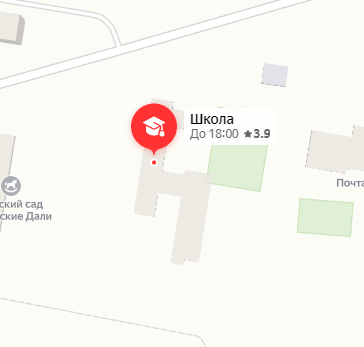 Школа
До 18:00 ★3.9
Почта
ский сад
ские Дали